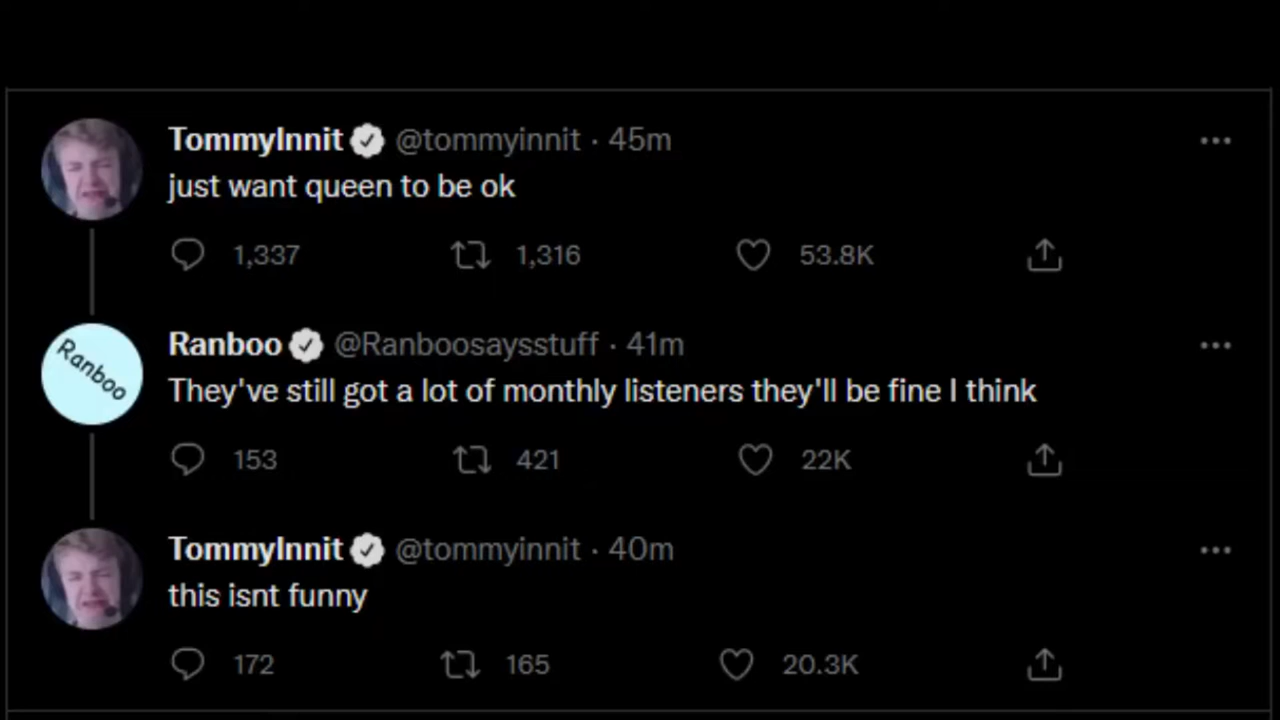 TommyInnit @tommyinnit · 45m
just want queen to be ok
1,337 1,316 53.8K
Ranboo
Ranboo @Ranboosaysstuff · 41m
They've still got a lot of monthly listeners they'll be fine I think
153 421 22K
TommyInnit @tommyinnit · 40m
this isnt funny
172 165 20.3K